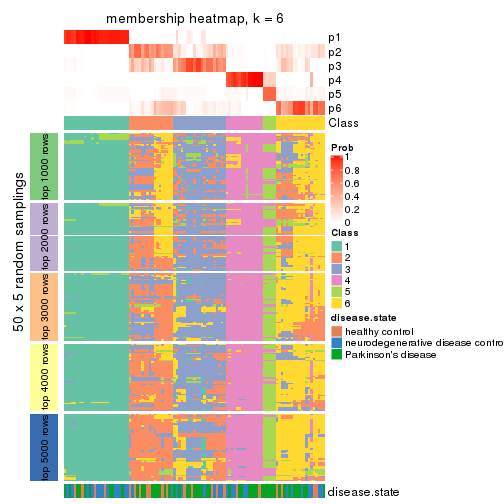 membership heatmap, k = 6
p1
p2
p3
p4
p5
p6
Class
50 x 5 random samplings
top 1000 rows
top 2000 rows
top 3000 rows
top 4000 rows
top 5000 rows
Prob
1
0.8
0.6
0.4
0.2
0
Class
1
2
3
4
5
6
disease.state
healthy control
neurodegenerative disease contro
Parkinson's disease
disease.state